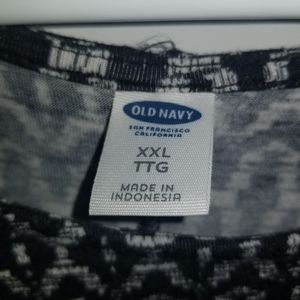 OLD NAVY
SAN FRANCISCO
CALIFORNIA
XXL
TTG
MADE IN
INDONESIA